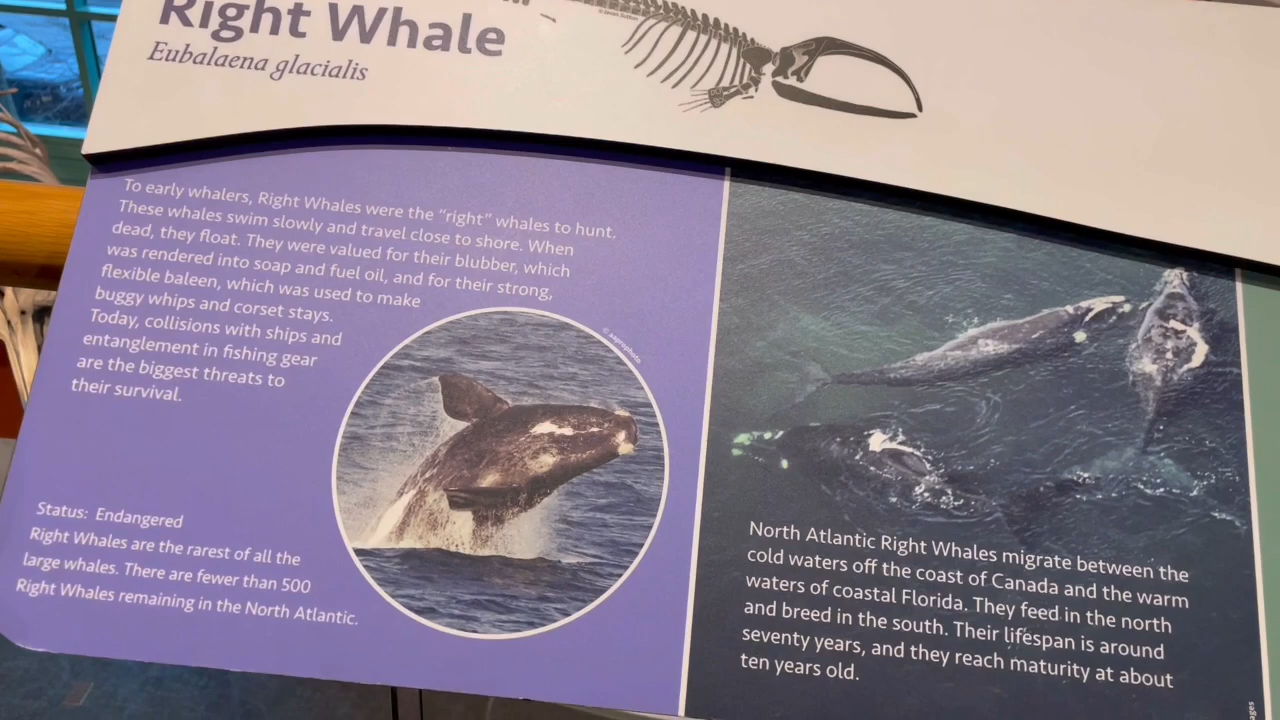 Right Whale
Eubalaena glacialis
To early whalers, Right Whales were the "right" whales to hunt.
These whales swim slowly and travel close to shore. When
dead, they float. They were valued for their blubber, which
was rendered into soap and fuel oil, and for their strong,
flexible baleen, which was used to make
buggy whips and corset stays.
Today, collisions with ships and
entanglement in fishing gear
are the biggest threats to
their survival.
Status: Endangered
Right Whales are the rarest of all the
large whales. There are fewer than 500
Right Whales remaining in the North Atlantic.
North Atlantic Right Whales migrate between the
cold waters off the coast of Canada and the warm
waters of coastal Florida. They feed in the north
and breed in the south. Their lifespan is around
seventy years, and they reach maturity at about
ten years old.